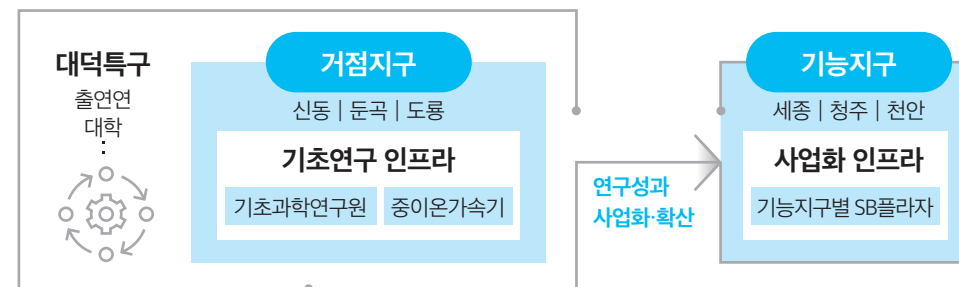 대덕특구
출연연
대학
거점지구
신동 | 둔곡 | 도룡
기초연구 인프라
기초과학연구원
중이온가속기
연구성과
사업화·확산
기능지구
세종 | 청주 | 천안
사업화 인프라
기능지구별 SB플라자